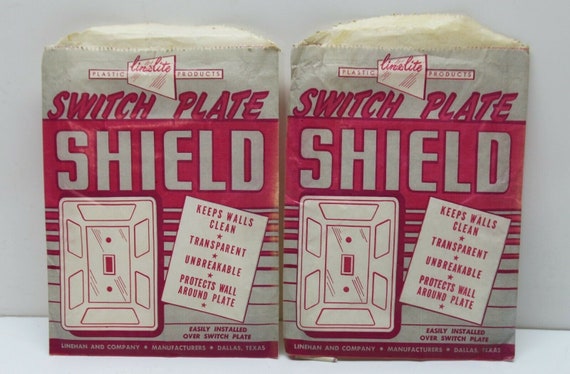 linelite
PLASTIC PRODUCTS
SWITCH PLATE
SHIELD
KEEPS WALLS
CLEAN
★
TRANSPARENT
★
UNBREAKABLE
★
PROTECTS WALL
AROUND PLATE
★
EASILY INSTALLED
OVER SWITCH PLATE
LINEHAN AND COMPANY ★ MANUFACTURERS ★ DALLAS, TEXAS
linelite
PLASTIC PRODUCTS
SWITCH PLATE
SHIELD
KEEPS WALLS
CLEAN
★
TRANSPARENT
★
UNBREAKABLE
★
PROTECTS WALL
AROUND PLATE
★
EASILY INSTALLED
OVER SWITCH PLATE
LINEHAN AND COMPANY ★ MANUFACTURERS ★ DALLAS, TEXAS